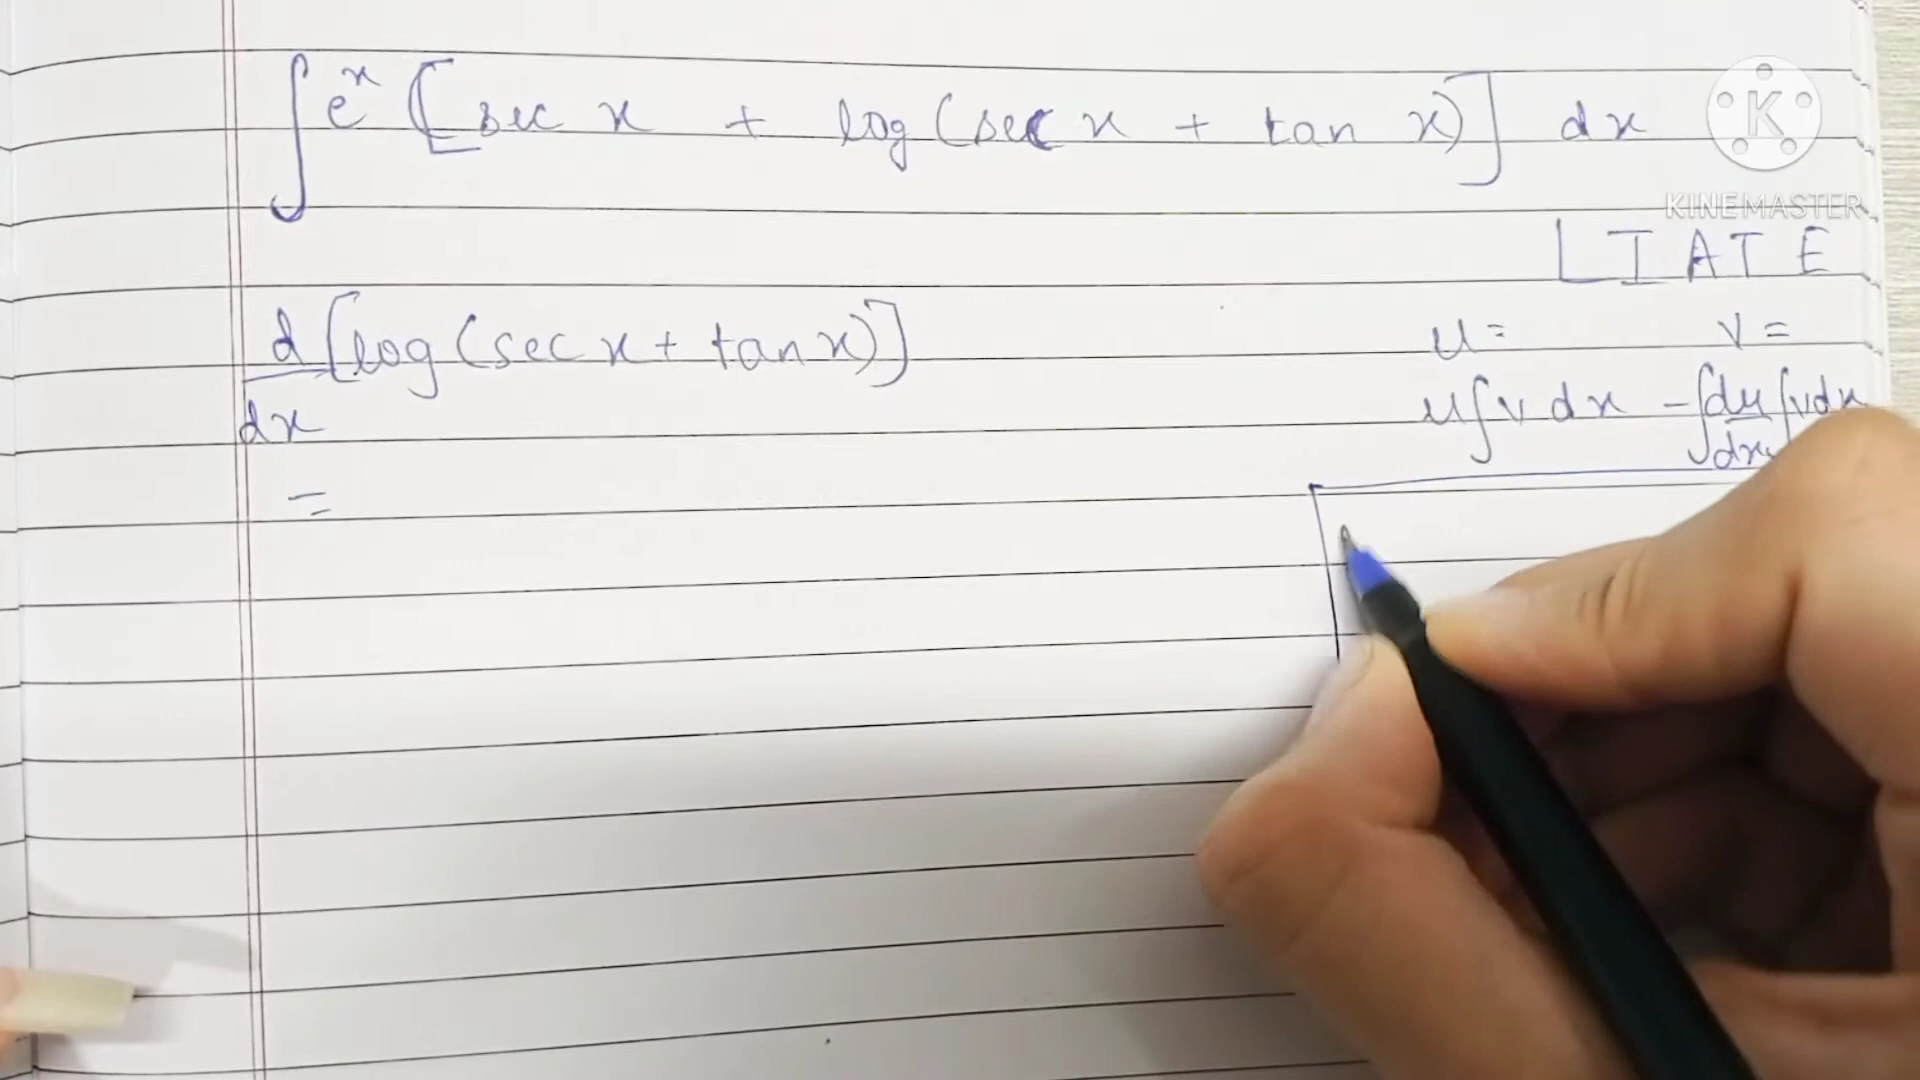 ∫ eˣ [sec x + log(sec x + tan x)] dx
KINEMASTER
LIATE
d/dx [log(sec x + tan x)]
u = v =
u∫v dx - ∫du/dx ∫v dx
=